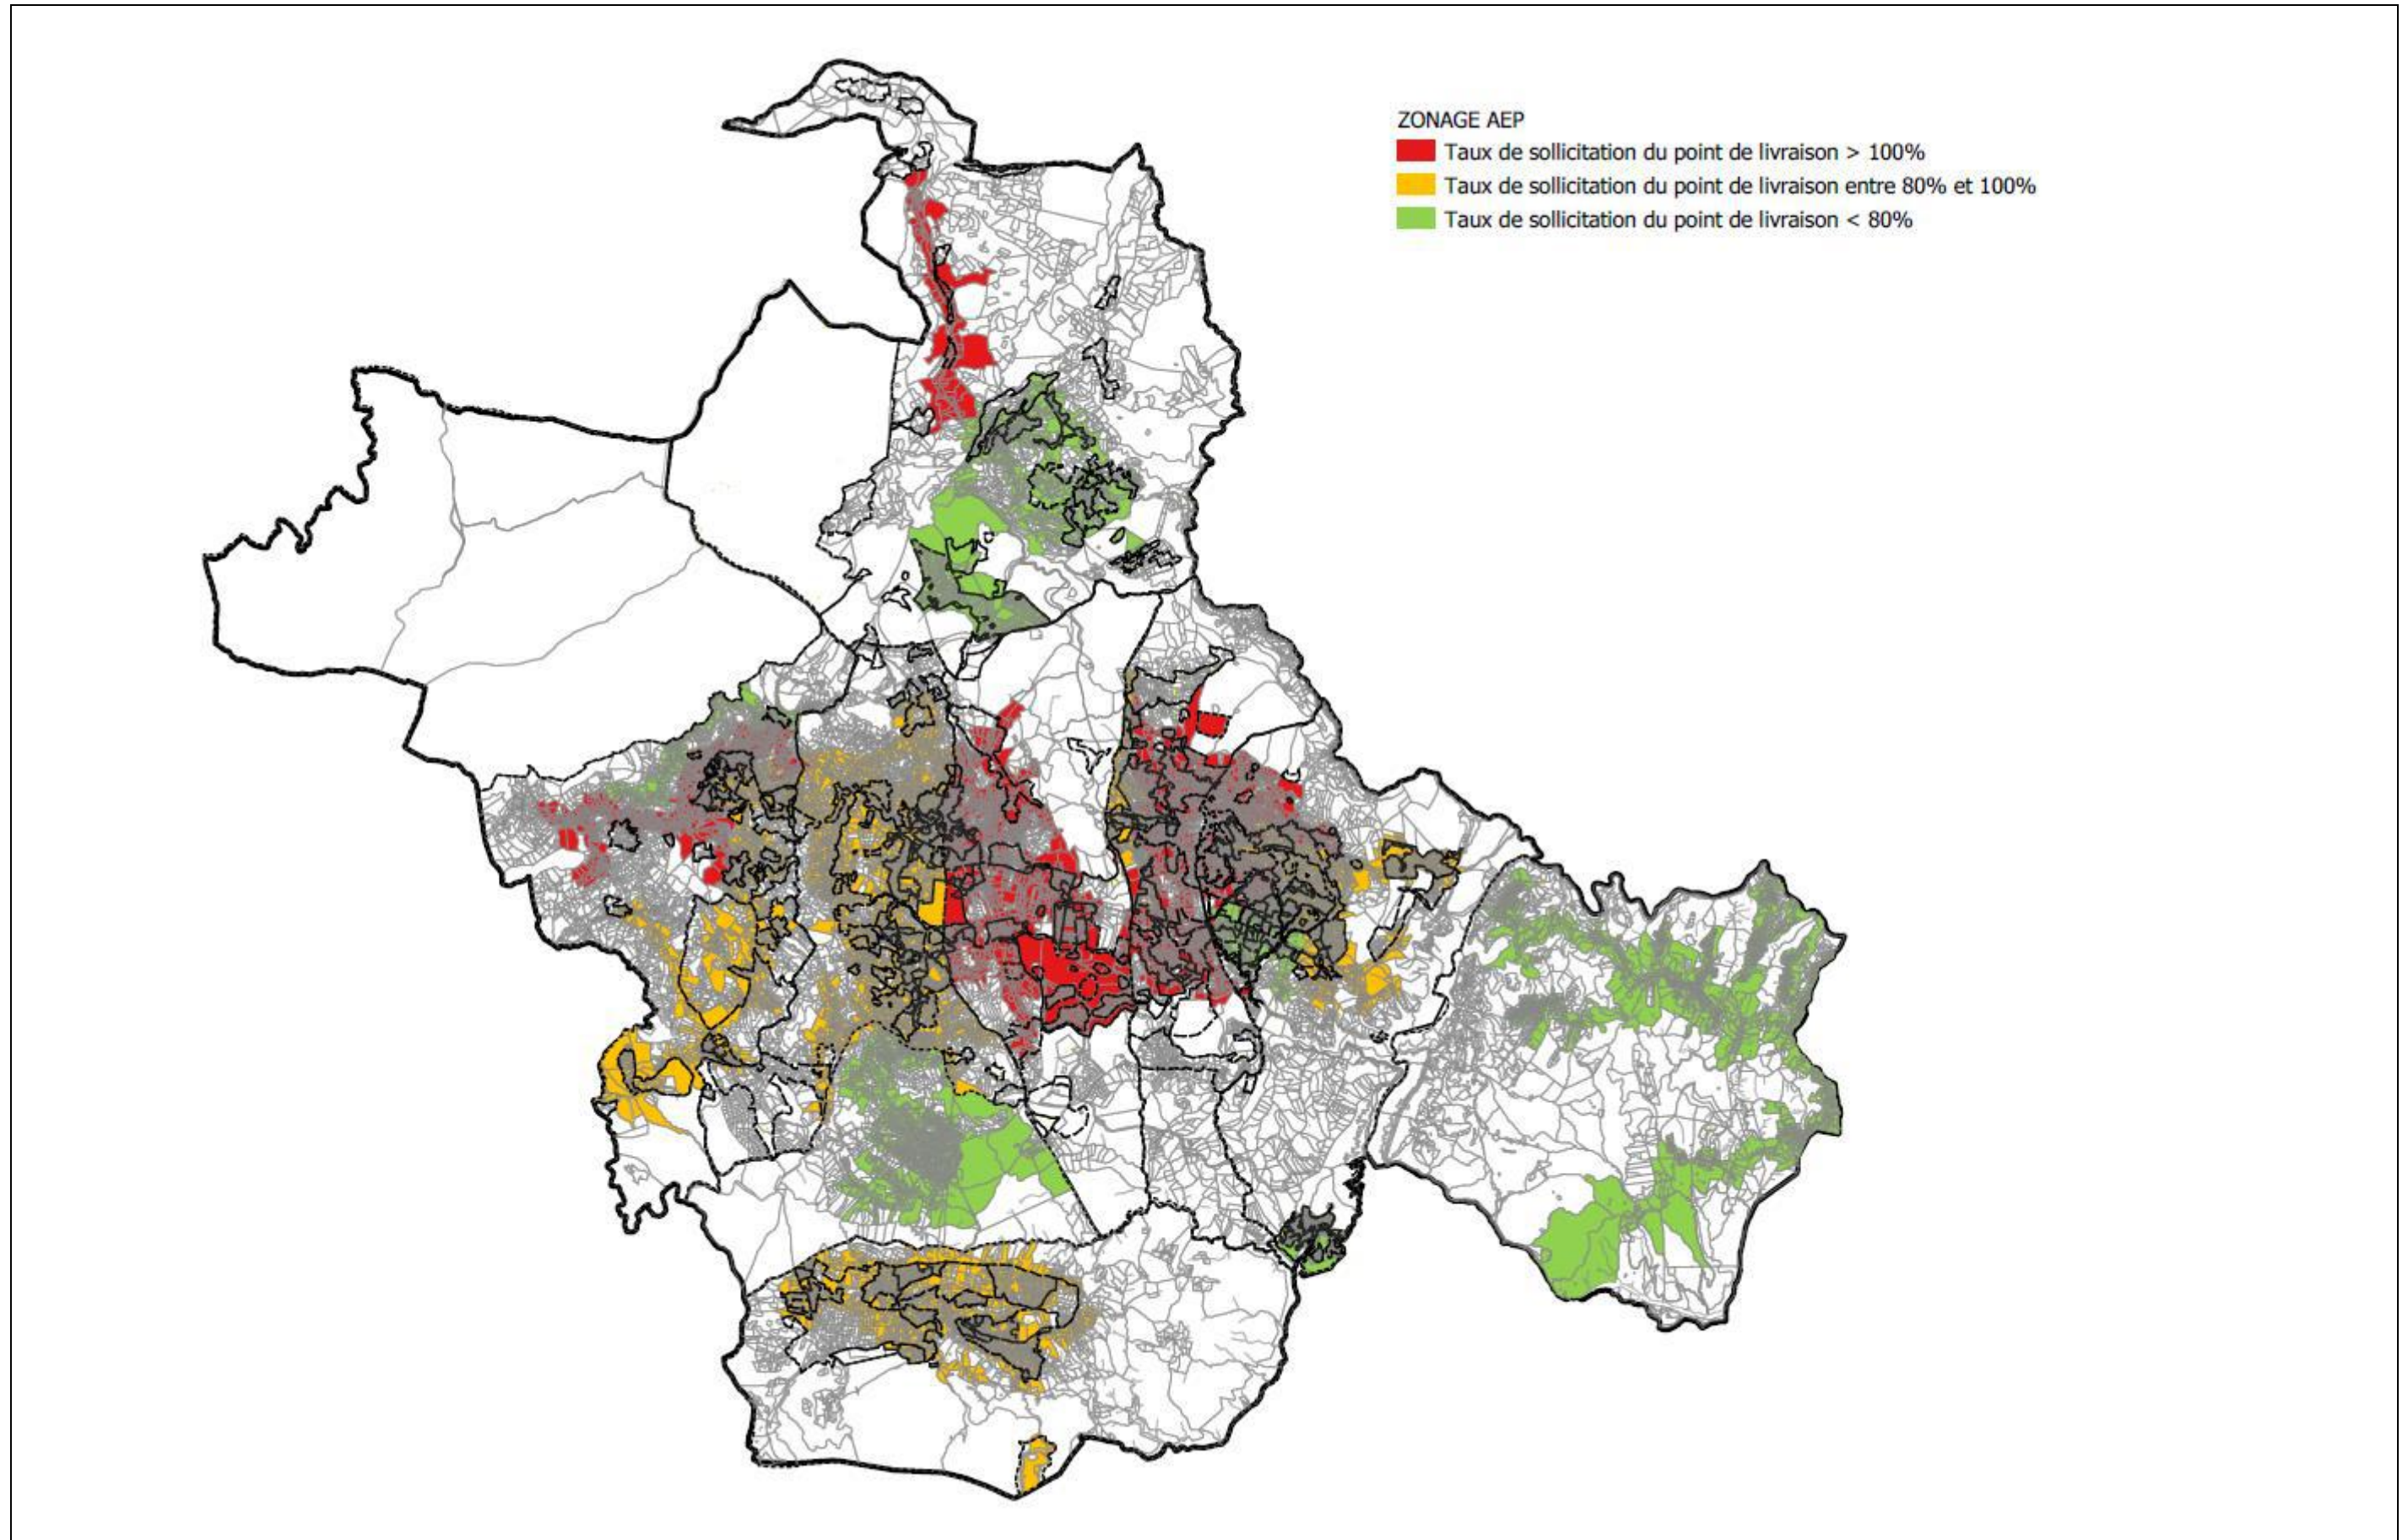 ZONAGE AEP
Taux de sollicitation du point de livraison > 100%
Taux de sollicitation du point de livraison entre 80% et 100%
Taux de sollicitation du point de livraison < 80%